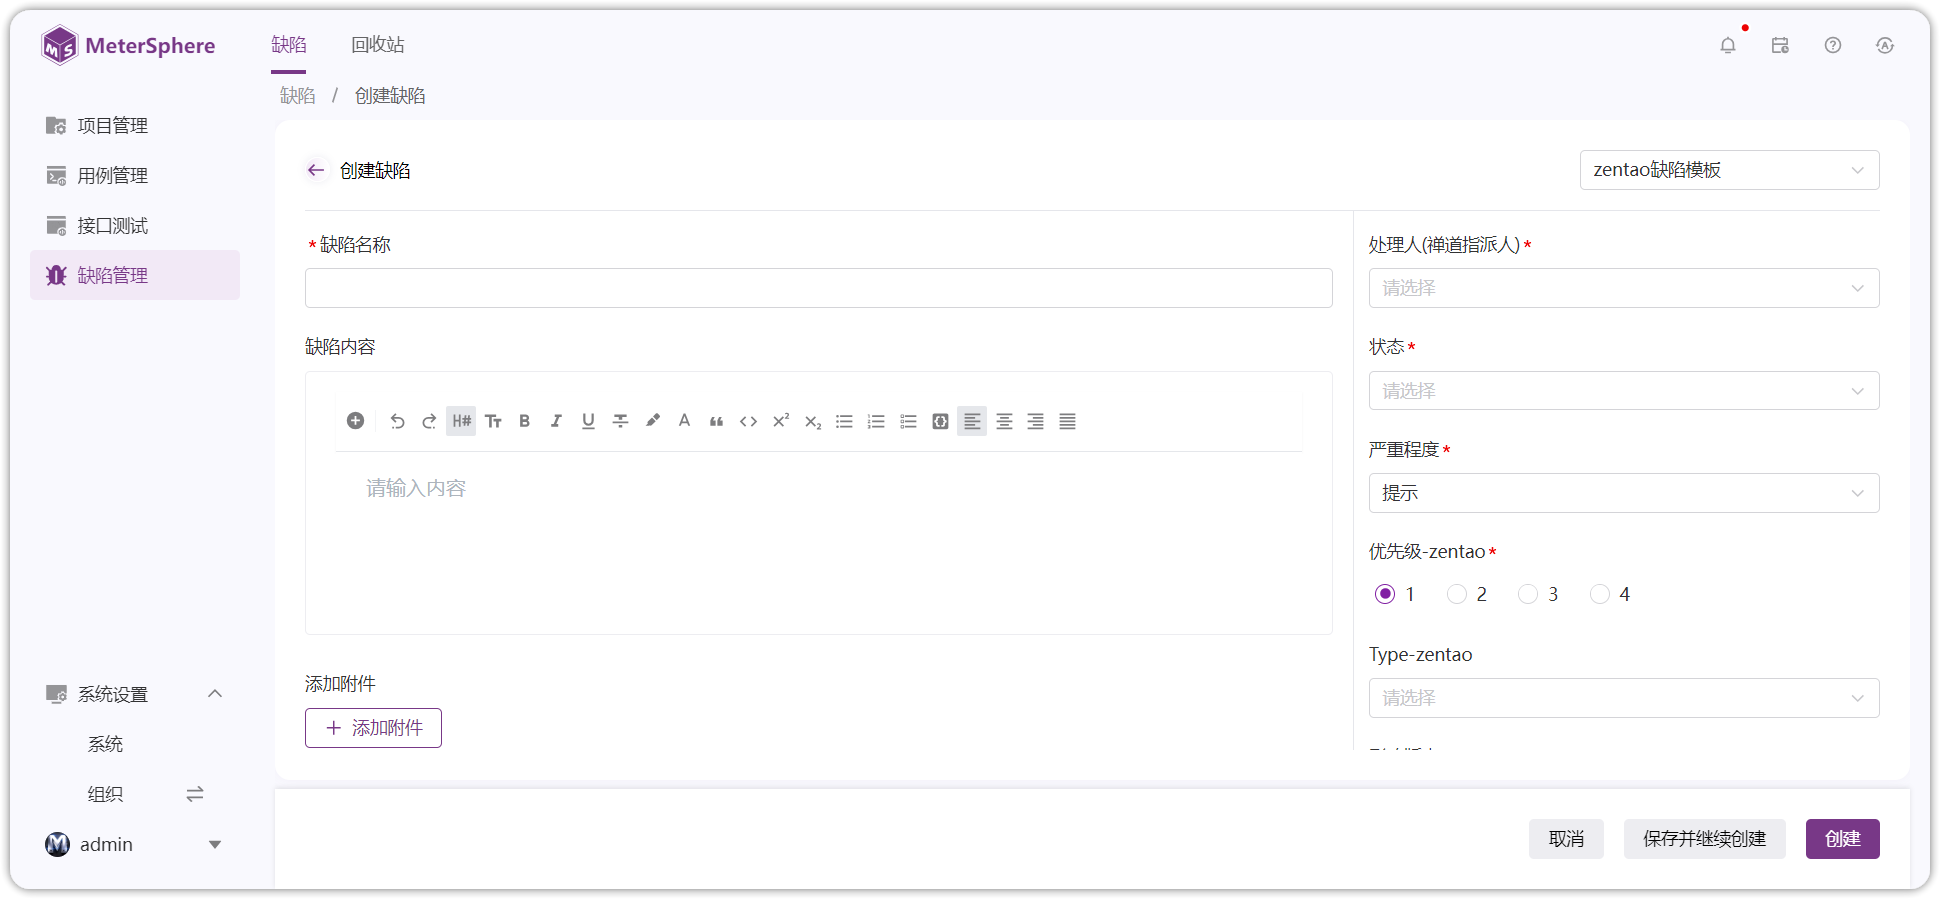 MeterSphere
缺陷
回收站
缺陷 / 创建缺陷
项目管理
用例管理
接口测试
缺陷管理
系统设置
系统
组织
admin
创建缺陷
zentao缺陷模板
*缺陷名称
缺陷内容
H# Tт B I U A “ <> X² X₂
请输入内容
添加附件
+ 添加附件
处理人(禅道指派人)*
请选择
状态*
请选择
严重程度*
提示
优先级-zentao*
1 2 3 4
Type-zentao
请选择
取消
保存并继续创建
创建